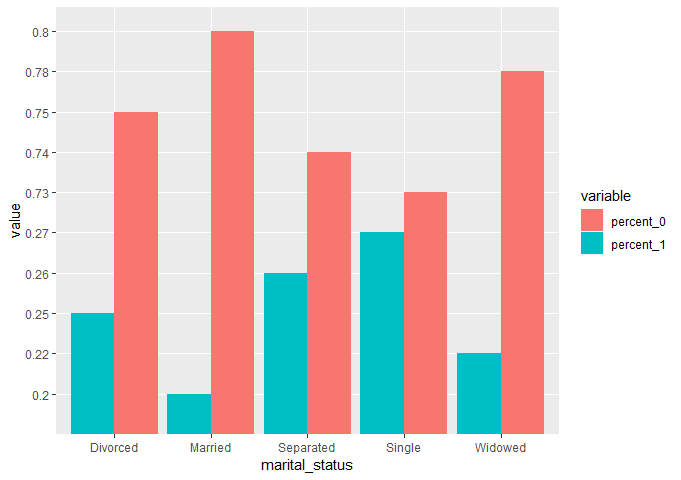 0.8
0.78
0.75
0.74
0.73
0.27
0.26
0.25
0.22
0.2
value
Divorced Married Separated Single Widowed
marital_status
variable
percent_0
percent_1